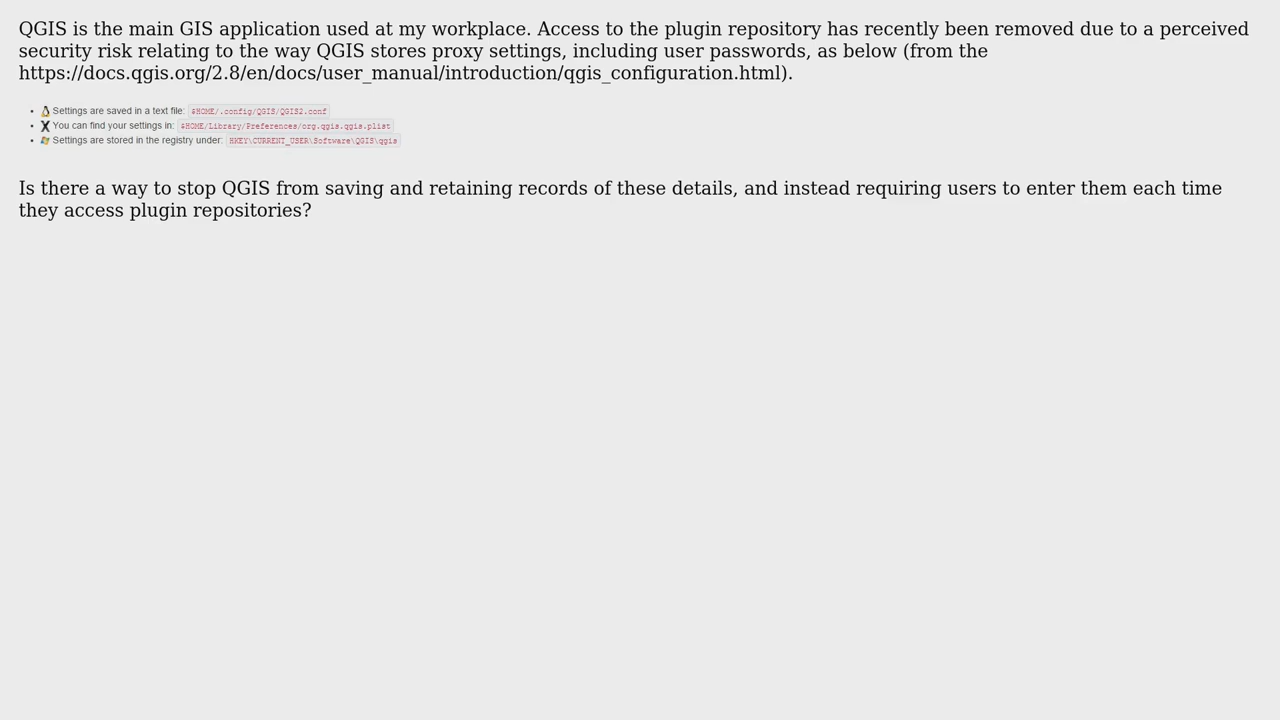 QGIS is the main GIS application used at my workplace. Access to the plugin repository has recently been removed due to a perceived
security risk relating to the way QGIS stores proxy settings, including user passwords, as below (from the
https://docs.qgis.org/2.8/en/docs/user_manual/introduction/qgis_configuration.html).
Settings are saved in a text file: $HOME/.config/QGIS/QGIS2.conf
You can find your settings in: $HOME/Library/Preferences/org.qgis.qgis.plist
Settings are stored in the registry under: HKEY\CURRENT_USER\Software\QGIS\qgis
Is there a way to stop QGIS from saving and retaining records of these details, and instead requiring users to enter them each time
they access plugin repositories?